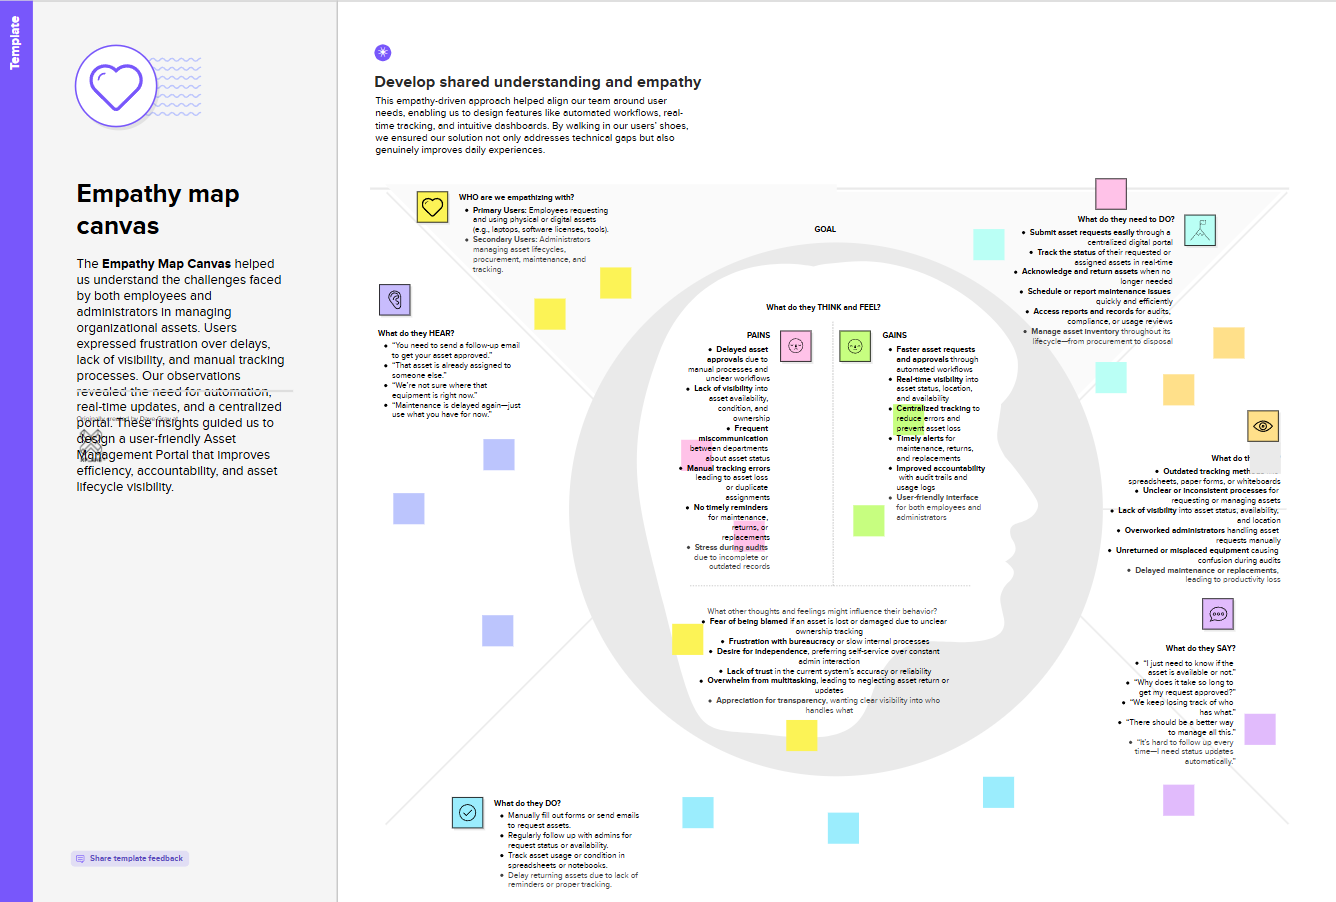 Template
Empathy map
canvas
The Empathy Map Canvas helped
us understand the challenges faced
by both employees and
administrators in managing
organizational assets. Users
expressed frustration over delays,
lack of visibility, and manual tracking
processes. Our observations
revealed the need for automation,
real-time updates, and a centralized
portal. These insights guided us to
design a user-friendly Asset
Management Portal that improves
efficiency, accountability, and asset
lifecycle visibility.
Share template feedback
Develop shared understanding and empathy
This empathy-driven approach helped align our team around user
needs, enabling us to design features like automated workflows, real-
time tracking, and intuitive dashboards. By walking in our users' shoes,
we ensured our solution not only addresses technical gaps but also
genuinely improves daily experiences.
WHO are we empathizing with?
• Primary Users: Employees requesting
and using physical or digital assets
(e.g., laptops, software licenses, tools).
• Secondary Users: Administrators
managing asset lifecycles,
procurement, maintenance, and
tracking.
GOAL
What do they need to DO?
• Submit asset requests easily through a
centralized digital portal
• Track the status of their requested or
assigned assets in real-time
• Acknowledge and return assets when no
longer needed
• Schedule or report maintenance issues
quickly and efficiently
• Access reports and records for audits,
compliance, or usage reviews
• Manage asset inventory throughout its
lifecycle—from procurement to disposal
What do they HEAR?
• "You need to send a follow-up email
to get your asset approved."
• "That asset is already assigned to
someone else."
• "We're not sure where that
equipment is right now."
• "Maintenance is delayed again—just
use what you have for now."
What do they THINK and FEEL?
PAINS
• Delayed asset
approvals due to
manual processes and
unclear workflows
• Lack of visibility into
asset availability,
condition, and
ownership
• Frequent
miscommunication
between departments
about asset status
• Manual tracking errors
leading to asset loss
or duplicate
assignments
• No timely reminders
for maintenance,
returns, or
replacements
• Stress during audits
due to incomplete or
outdated records
GAINS
• Faster asset requests
and approvals through
automated workflows
• Real-time visibility into
asset status, location,
and availability
• Centralized tracking to
reduce errors and
prevent asset loss
• Timely alerts for
maintenance, returns,
and replacements
• Improved accountability
with audit trails and
usage logs
• User-friendly interface
for both employees and
administrators
What do th
• Outdated tracking meth
spreadsheets, paper forms, or whiteboards
• Unclear or inconsistent processes for
requesting or managing assets
• Lack of visibility into asset status, availability,
and location
• Overworked administrators handling asset
requests manually
• Unreturned or misplaced equipment causing
confusion during audits
• Delayed maintenance or replacements,
leading to productivity loss
What other thoughts and feelings might influence their behavior?
• Fear of being blamed if an asset is lost or damaged due to unclear
ownership tracking
• Frustration with bureaucracy or slow internal processes
• Desire for independence, preferring self-service over constant
admin interaction
• Lack of trust in the current system's accuracy or reliability
• Overwhelm from multitasking, leading to neglecting asset return or
updates
• Appreciation for transparency, wanting clear visibility into who
handles what
What do they SAY?
• "I just need to know if the
asset is available or not."
• "Why does it take so long to
get my request approved?"
• "We keep losing track of who
has what."
• "There should be a better way
to manage all this."
• "It's hard to follow up every
time—I need status updates
automatically."
What do they DO?
• Manually fill out forms or send emails
to request assets.
• Regularly follow up with admins for
request status or availability.
• Track asset usage or condition in
spreadsheets or notebooks.
• Delay returning assets due to lack of
reminders or proper tracking.